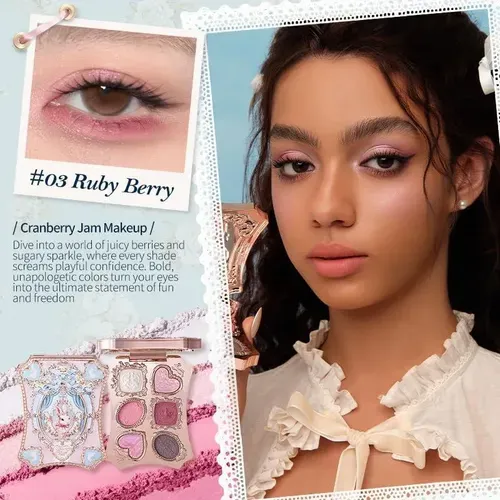 #03 Ruby Berry
/ Cranberry Jam Makeup /
Dive into a world of juicy berries and
sugary sparkle, where every shade
screams playful confidence. Bold,
unapologetic colors turn your eyes
into the ultimate statement of fun
and freedom